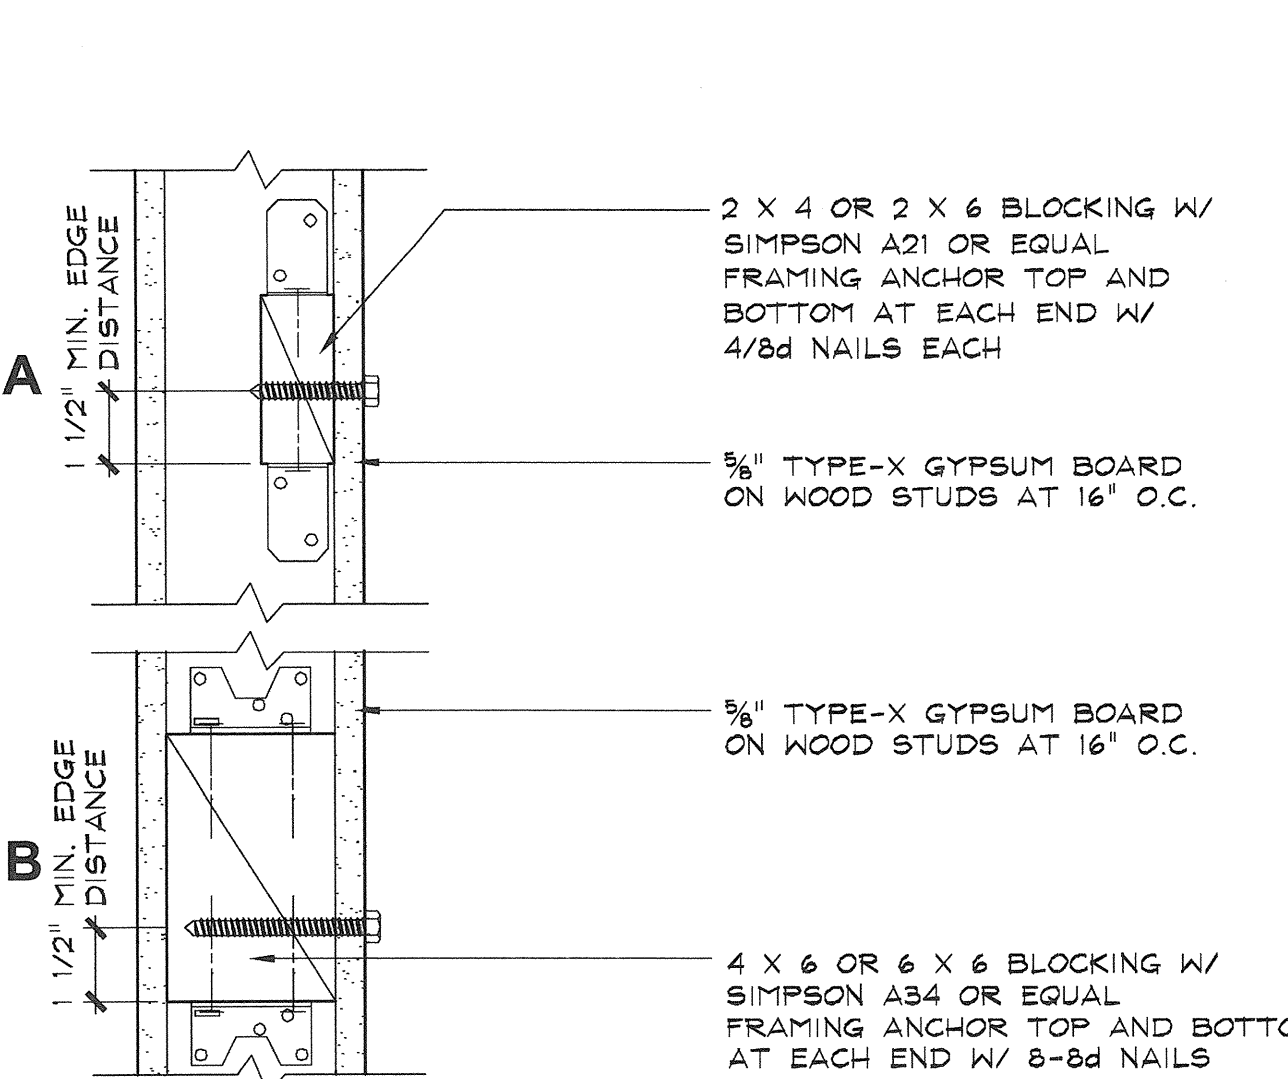 1 1/2" MIN. EDGE
DISTANCE
A
2 X 4 OR 2 X 6 BLOCKING W/
SIMPSON A21 OR EQUAL
FRAMING ANCHOR TOP AND
BOTTOM AT EACH END W/
4/8d NAILS EACH
5/8" TYPE-X GYPSUM BOARD
ON WOOD STUDS AT 16" O.C.
5/8" TYPE-X GYPSUM BOARD
ON WOOD STUDS AT 16" O.C.
1 1/2" MIN. EDGE
DISTANCE
B
4 X 6 OR 6 X 6 BLOCKING W/
SIMPSON A34 OR EQUAL
FRAMING ANCHOR TOP AND BOTTO
AT EACH END W/ 8-8d NAILS